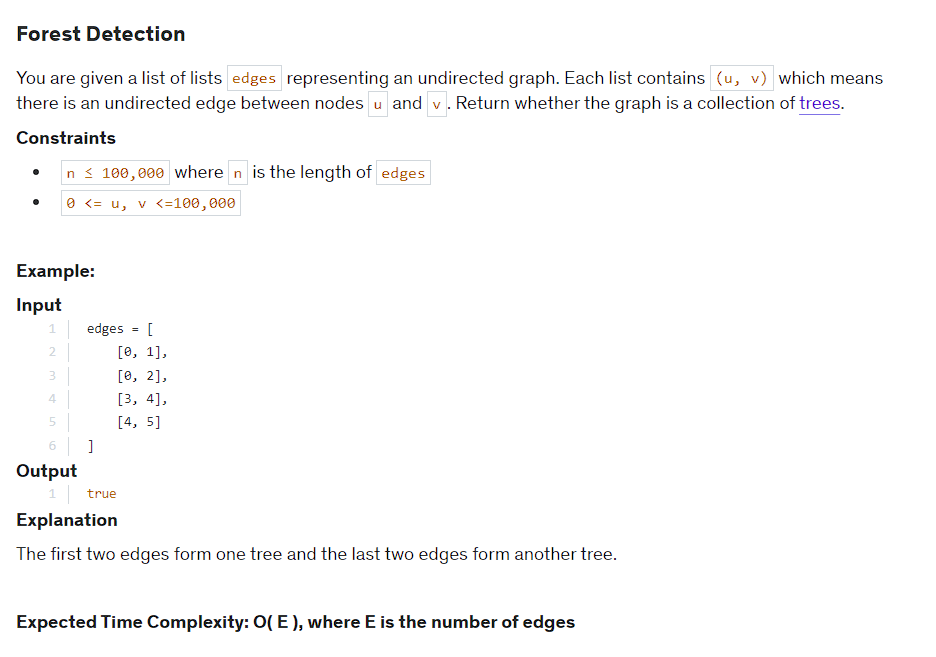 Forest Detection
You are given a list of lists edges representing an undirected graph. Each list contains (u, v) which means
there is an undirected edge between nodes u and v. Return whether the graph is a collection of trees.
Constraints
• n ≤ 100,000 where n is the length of edges
• 0 <= u, v <=100,000
Example:
Input
1 edges = [
2 [0, 1],
3 [0, 2],
4 [3, 4],
5 [4, 5]
6 ]
Output
1 true
Explanation
The first two edges form one tree and the last two edges form another tree.
Expected Time Complexity: O( E ), where E is the number of edges